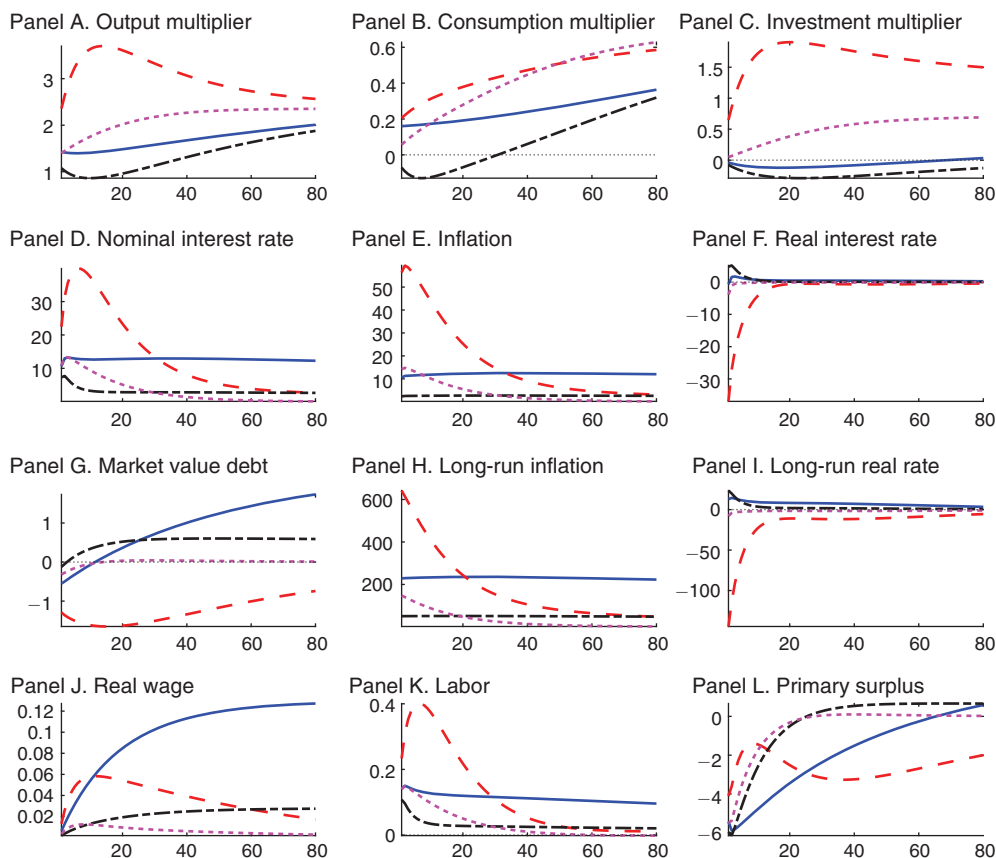 Panel A. Output multiplier
3
2
1
20 40 60 80
Panel B. Consumption multiplier
0.6
0.4
0.2
0
20 40 60 80
Panel C. Investment multiplier
1.5
1
0.5
0
20 40 60 80
Panel D. Nominal interest rate
30
20
10
20 40 60 80
Panel E. Inflation
50
40
30
20
10
20 40 60 80
Panel F. Real interest rate
0
−10
−20
−30
20 40 60 80
Panel G. Market value debt
1
0
−1
20 40 60 80
Panel H. Long-run inflation
600
400
200
20 40 60 80
Panel I. Long-run real rate
0
−50
−100
20 40 60 80
Panel J. Real wage
0.12
0.10
0.08
0.06
0.04
0.02
20 40 60 80
Panel K. Labor
0.4
0.2
0
20 40 60 80
Panel L. Primary surplus
0
−2
−4
−6
20 40 60 80